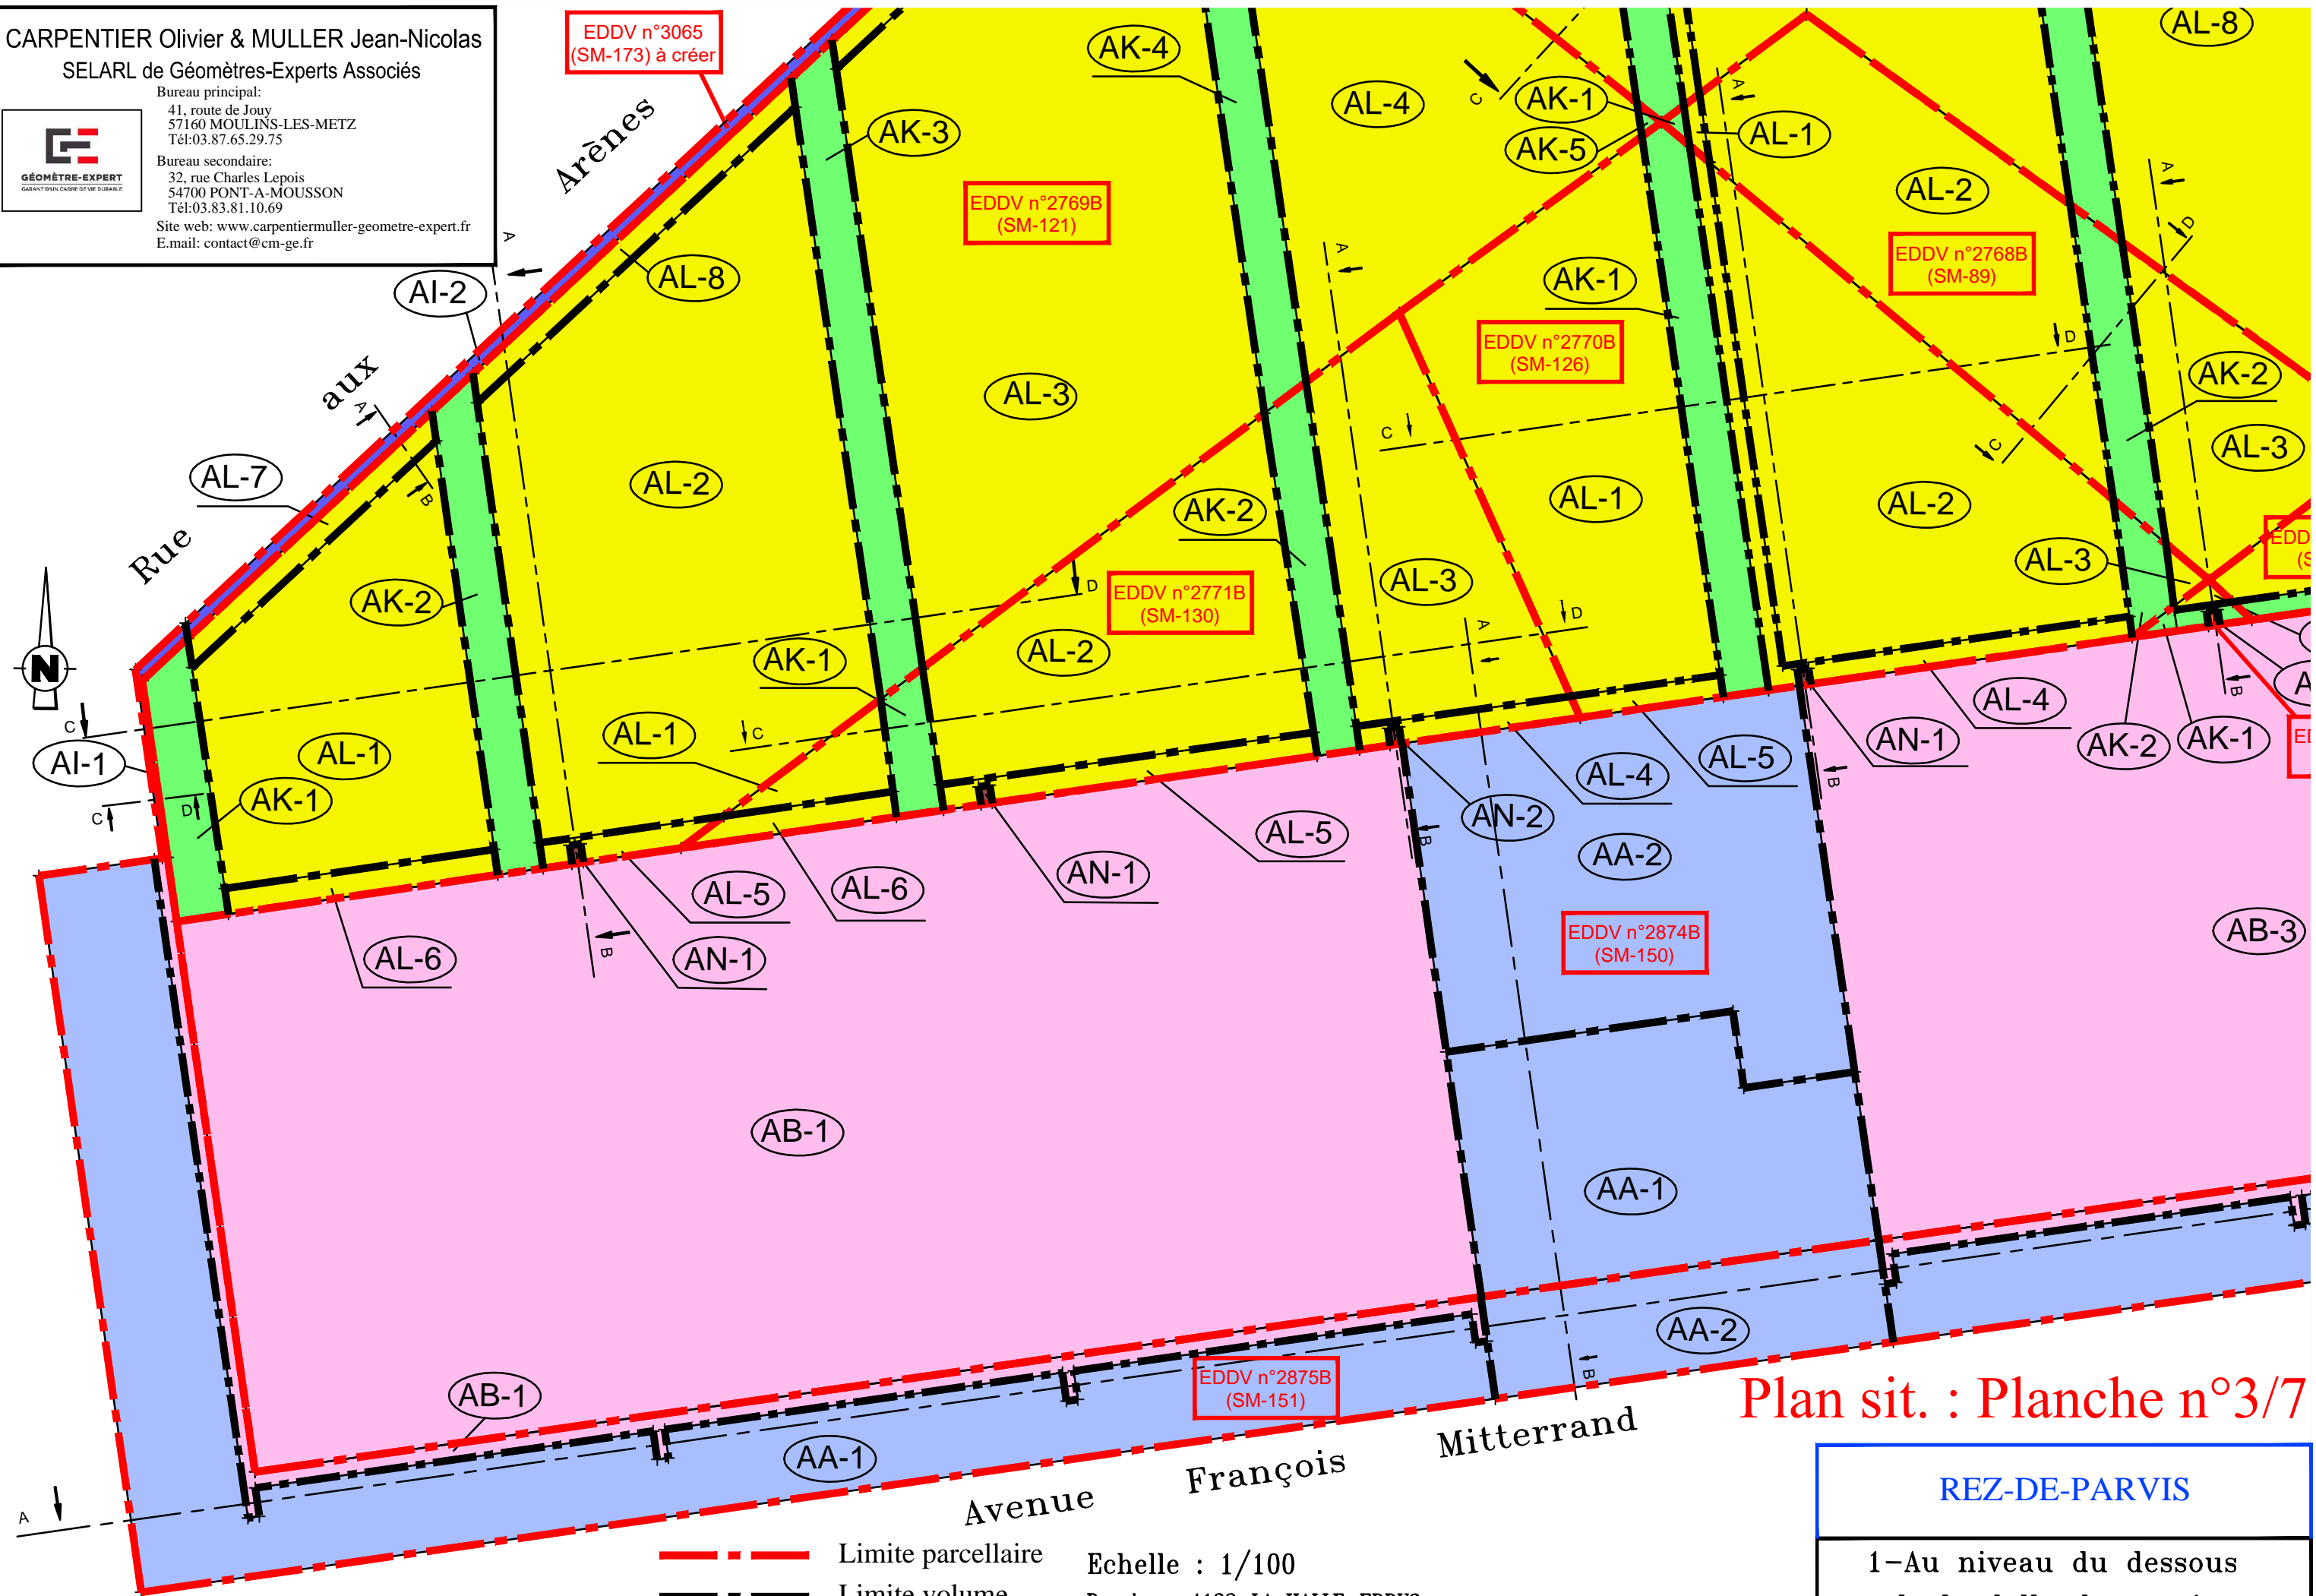 CARPENTIER Olivier & MULLER Jean-Nicolas
SELARL de Géomètres-Experts Associés
Bureau principal:
41, route de Jouy
57160 MOULINS-LES-METZ
Tél:03.87.65.29.75
Bureau secondaire:
32, rue Charles Lepois
54700 PONT-A-MOUSSON
Tél:03.83.81.10.69
Site web: www.carpentiermuller-geometre-expert.fr
E.mail: contact@cm-ge.fr
GÉOMÈTRE-EXPERT
GARANT D'UN CADRE DE VIE DURABLE
EDDV n°3065
(SM-173) à créer
AK-4
AL-8
AL-4
AK-1
AK-5
AL-1
AK-3
C
A
Rue aux Arènes
EDDV n°2769B
(SM-121)
AL-2
A
D
A
A
AL-8
AI-2
AK-1
EDDV n°2768B
(SM-89)
EDDV n°2770B
(SM-126)
D
AK-2
AL-3
A
C
C
AL-3
AL-7
B
AL-2
AL-1
AL-2
AK-2
AL-3
AL-3
AK-2
D
EDDV n°2771B
(SM-130)
D
A
AK-1
AL-2
N
B
C
AI-1
AL-1
AL-1
C
AN-1
AL-4
AK-2
AK-1
AL-4
AL-5
B
C
D
AK-1
AN-2
B
AL-5
AA-2
AL-5
AL-6
AN-1
EDDV n°2874B
(SM-150)
AB-3
AL-6
AN-1
B
AB-1
AA-1
AA-2
B
AB-1
EDDV n°2875B
(SM-151)
AA-1
A
Avenue François Mitterrand
Plan sit. : Planche n°3/7
REZ-DE-PARVIS
1-Au niveau du dessous
Limite parcellaire
Echelle : 1/100
Limite volume